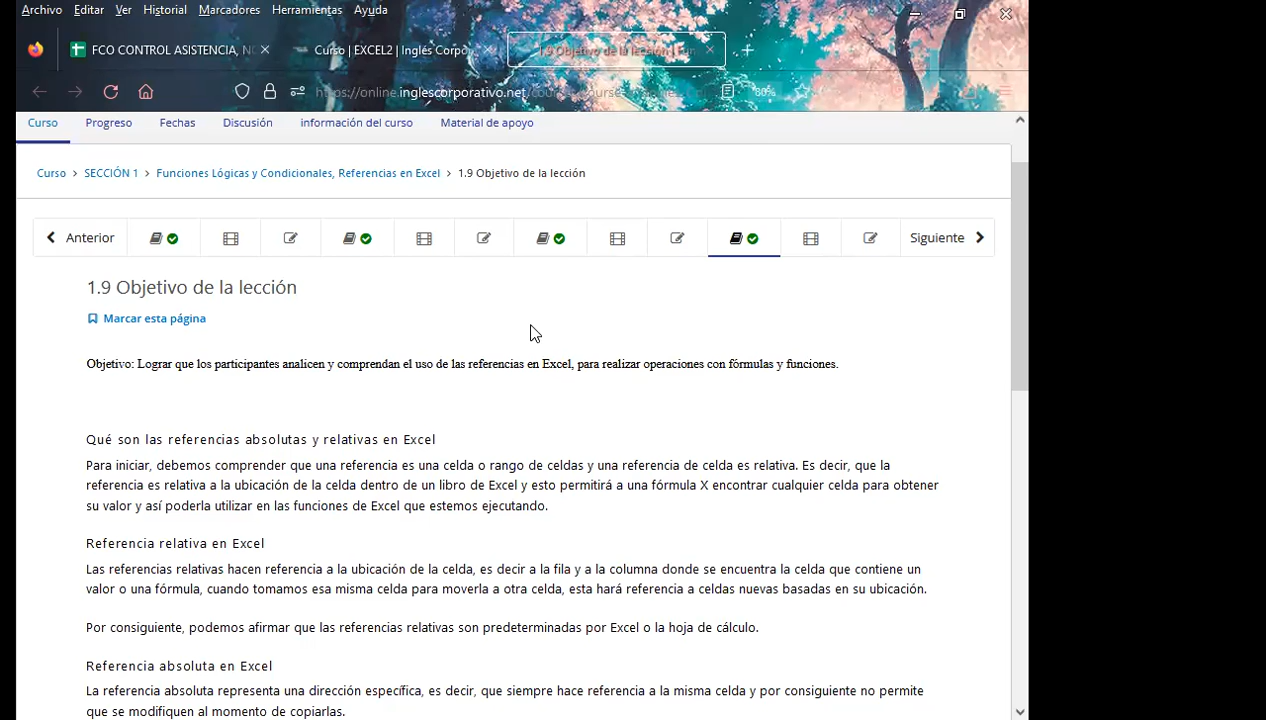 Archivo Editar Ver Historial Marcadores Herramientas Ayuda
FCO CONTROL ASISTENCIA, NO
Curso | EXCEL2 | Inglés Corpo
1.9 Objetivo de la lección | Fun
https://online.inglescorporativo.net/
80%
Curso Progreso Fechas Discusión información del curso Material de apoyo
Curso > SECCIÓN 1 > Funciones Lógicas y Condicionales, Referencias en Excel > 1.9 Objetivo de la lección
Anterior Siguiente
1.9 Objetivo de la lección
Marcar esta página
Objetivo: Lograr que los participantes analicen y comprendan el uso de las referencias en Excel, para realizar operaciones con fórmulas y funciones.
Qué son las referencias absolutas y relativas en Excel
Para iniciar, debemos comprender que una referencia es una celda o rango de celdas y una referencia de celda es relativa. Es decir, que la
referencia es relativa a la ubicación de la celda dentro de un libro de Excel y esto permitirá a una fórmula X encontrar cualquier celda para obtener
su valor y así poderla utilizar en las funciones de Excel que estemos ejecutando.
Referencia relativa en Excel
Las referencias relativas hacen referencia a la ubicación de la celda, es decir a la fila y a la columna donde se encuentra la celda que contiene un
valor o una fórmula, cuando tomamos esa misma celda para moverla a otra celda, esta hará referencia a celdas nuevas basadas en su ubicación.
Por consiguiente, podemos afirmar que las referencias relativas son predeterminadas por Excel o la hoja de cálculo.
Referencia absoluta en Excel
La referencia absoluta representa una dirección específica, es decir, que siempre hace referencia a la misma celda y por consiguiente no permite
que se modifiquen al momento de copiarlas.